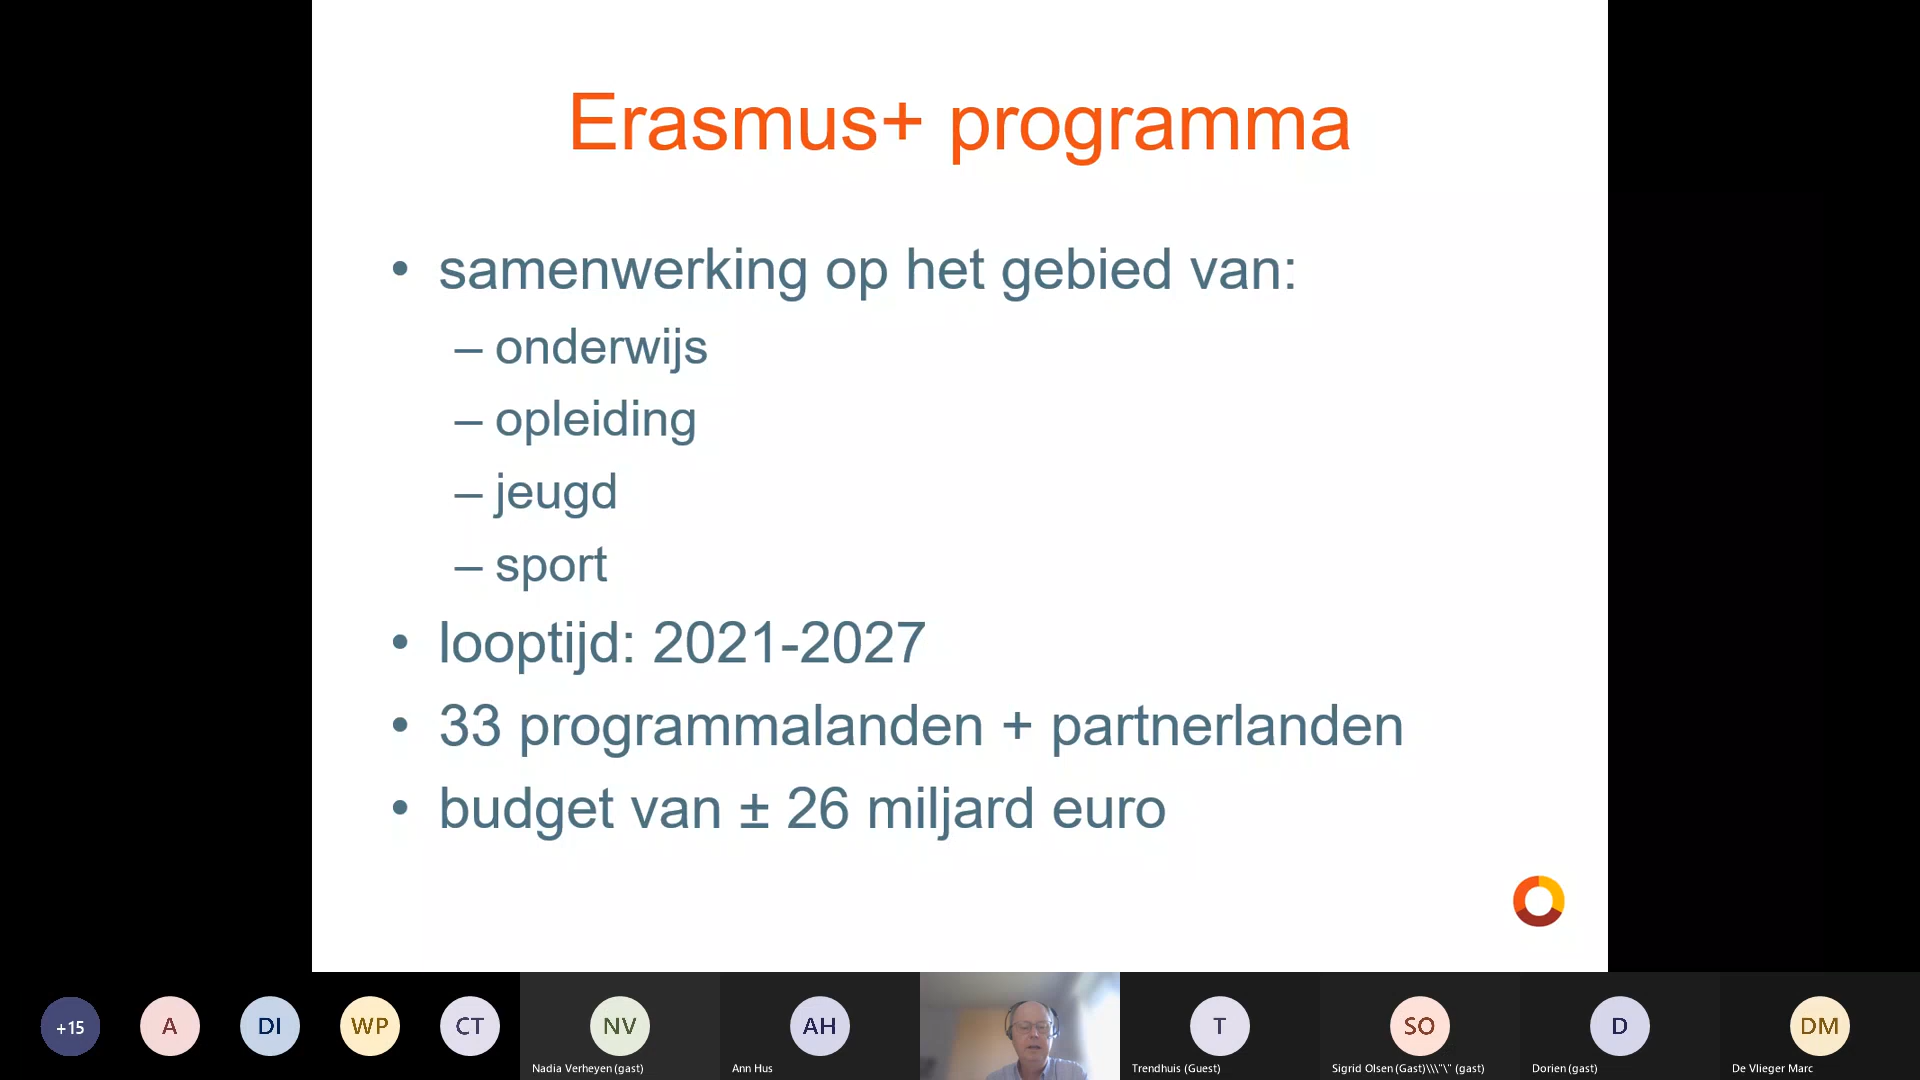 Erasmus+ programma
• samenwerking op het gebied van:
– onderwijs
– opleiding
– jeugd
– sport
• looptijd: 2021-2027
• 33 programmalanden + partnerlanden
• budget van ± 26 miljard euro
+15
A
DI
WP
CT
NV
AH
T
SO
D
DM
Nadia Verheyen (gast)
Ann Hus
Trendhuis (Guest)
Sigrid Olsen (Gast)\\\"\" (gast)
Dorien (gast)
De Vlieger Marc